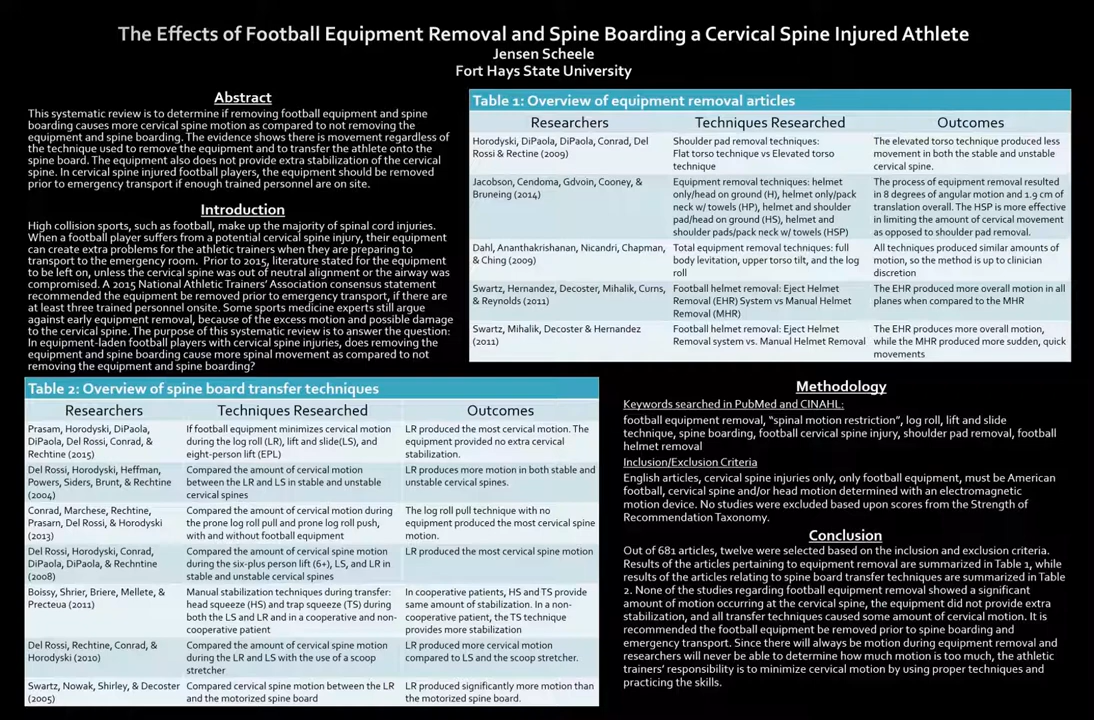 The Effects of Football Equipment Removal and Spine Boarding a Cervical Spine Injured Athlete
Jensen Scheele
Fort Hays State University
Abstract
This systematic review is to determine if removing football equipment and spine
boarding causes more cervical spine motion as compared to not removing the
equipment and spine boarding. The evidence shows there is movement regardless of
the technique used to remove the equipment and to transfer the athlete onto the
spine board. The equipment also does not provide extra stabilization of the cervical
spine. In cervical spine injured football players, the equipment should be removed
prior to emergency transport if enough trained personnel are on site.
Introduction
High collision sports, such as football, make up the majority of spinal cord injuries.
When a football player suffers from a potential cervical spine injury, their equipment
can create extra problems for the athletic trainers when they are preparing to
transport to the emergency room. Prior to 2015, literature stated for the equipment
to be left on, unless the cervical spine was out of neutral alignment or the airway was
compromised. A 2015 National Athletic Trainers' Association consensus statement
recommended the equipment be removed prior to emergency transport, if there are
at least three trained personnel onsite. Some sports medicine experts still argue
against early equipment removal, because of the excess motion and possible damage
to the cervical spine. The purpose of this systematic review is to answer the question:
In equipment-laden football players with cervical spine injuries, does removing the
equipment and spine boarding cause more spinal movement as compared to not
removing the equipment and spine boarding?
Table 1: Overview of equipment removal articles
Researchers Techniques Researched Outcomes
Horodyski, DiPaola, DiPaola, Conrad, Del
Rossi & Rectine (2009)
Shoulder pad removal techniques:
Flat torso technique vs Elevated torso
technique
The elevated torso technique produced less
movement in both the stable and unstable
cervical spine.
Jacobson, Cendoma, Gdvoin, Cooney, &
Bruneing (2014)
Equipment removal techniques: helmet
only/head on ground (H), helmet only/pack
neck w/ towels (HP), helmet and shoulder
pad/head on ground (HS), helmet and
shoulder pads/pack neck w/ towels (HSP)
The process of equipment removal resulted
in 8 degrees of angular motion and 1.9 cm of
translation overall. The HSP is more effective
in limiting the amount of cervical movement
as opposed to shoulder pad removal.
Dahl, Ananthakrishanan, Nicandri, Chapman,
& Ching (2009)
Total equipment removal techniques: full
body levitation, upper torso tilt, and the log
roll
All techniques produced similar amounts of
motion, so the method is up to clinician
discretion
Swartz, Hernandez, Decoster, Mihalik, Curns,
& Reynolds (2011)
Football helmet removal: Eject Helmet
Removal (EHR) System vs Manual Helmet
Removal (MHR)
The EHR produced more overall motion in all
planes when compared to the MHR
Swartz, Mihalik, Decoster & Hernandez
(2011)
Football helmet removal: Eject Helmet
Removal system vs. Manual Helmet Removal
The EHR produces more overall motion,
while the MHR produced more sudden, quick
movements
Table 2: Overview of spine board transfer techniques
Researchers Techniques Researched Outcomes
Prasam, Horodyski, DiPaola,
DiPaola, Del Rossi, Conrad, &
Rechtine (2015)
If football equipment minimizes cervical motion
during the log roll (LR), lift and slide(LS), and
eight-person lift (EPL)
LR produced the most cervical motion. The
equipment provided no extra cervical
stabilization.
Del Rossi, Horodyski, Heffman,
Powers, Siders, Brunt, & Rechtine
(2004)
Compared the amount of cervical motion
between the LR and LS in stable and unstable
cervical spines
LR produces more motion in both stable and
unstable cervical spines.
Conrad, Marchese, Rechtine,
Prasarn, Del Rossi, & Horodyski
(2013)
Compared the amount of cervical motion during
the prone log roll pull and prone log roll push,
with and without football equipment
The log roll pull technique with no
equipment produced the most cervical spine
motion.
Del Rossi, Horodyski, Conrad,
DiPaola, DiPaola, & Rechntine
(2008)
Compared the amount of cervical spine motion
during the six-plus person lift (6+), LS, and LR in
stable and unstable cervical spines
LR produced the most cervical spine motion
Boissy, Shrier, Briere, Mellete, &
Precteua (2011)
Manual stabilization techniques during transfer:
head squeeze (HS) and trap squeeze (TS) during
both the LS and LR and in a cooperative and non-
cooperative patient
In cooperative patients, HS and TS provide
same amount of stabilization. In a non-
cooperative patient, the TS technique
provides more stabilization
Del Rossi, Rechtine, Conrad, &
Horodyski (2010)
Compared the amount of cervical spine motion
during the LR and LS with the use of a scoop
stretcher
LR produced more cervical motion
compared to LS and the scoop stretcher.
Swartz, Nowak, Shirley, & Decoster
(2005)
Compared cervical spine motion between the LR
and the motorized spine board
LR produced significantly more motion than
the motorized spine board.
Methodology
Keywords searched in PubMed and CINAHL:
football equipment removal, "spinal motion restriction", log roll, lift and slide
technique, spine boarding, football cervical spine injury, shoulder pad removal, football
helmet removal
Inclusion/Exclusion Criteria
English articles, cervical spine injuries only, only football equipment, must be American
football, cervical spine and/or head motion determined with an electromagnetic
motion device. No studies were excluded based upon scores from the Strength of
Recommendation Taxonomy.
Conclusion
Out of 681 articles, twelve were selected based on the inclusion and exclusion criteria.
Results of the articles pertaining to equipment removal are summarized in Table 1, while
results of the articles relating to spine board transfer techniques are summarized in Table
2. None of the studies regarding football equipment removal showed a significant
amount of motion occurring at the cervical spine, the equipment did not provide extra
stabilization, and all transfer techniques caused some amount of cervical motion. It is
recommended the football equipment be removed prior to spine boarding and
emergency transport. Since there will always be motion during equipment removal and
researchers will never be able to determine how much motion is too much, the athletic
trainers' responsibility is to minimize cervical motion by using proper techniques and
practicing the skills.